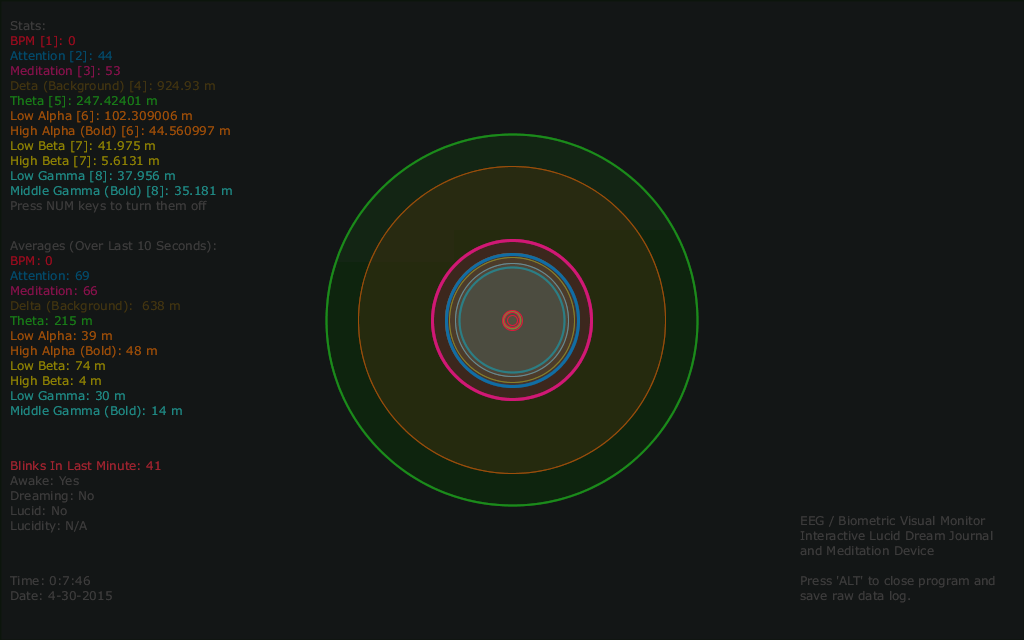 Stats:
BPM [1]: 0
Attention [2]: 44
Meditation [3]: 53
Deta (Background) [4]: 924.93 m
Theta [5]: 247.42401 m
Low Alpha [6]: 102.309006 m
High Alpha (Bold) [6]: 44.560997 m
Low Beta [7]: 41.975 m
High Beta [7]: 5.6131 m
Low Gamma [8]: 37.956 m
Middle Gamma (Bold) [8]: 35.181 m
Press NUM keys to turn them off
Averages (Over Last 10 Seconds):
BPM: 0
Attention: 69
Meditation: 66
Delta (Background):  638 m
Theta: 215 m
Low Alpha: 39 m
High Alpha (Bold): 48 m
Low Beta: 74 m
High Beta: 4 m
Low Gamma: 30 m
Middle Gamma (Bold): 14 m
Blinks In Last Minute: 41
Awake: Yes
Dreaming: No
Lucid: No
Lucidity: N/A
Time: 0:7:46
Date: 4-30-2015
EEG / Biometric Visual Monitor
Interactive Lucid Dream Journal
and Meditation Device
Press 'ALT' to close program and
save raw data log.